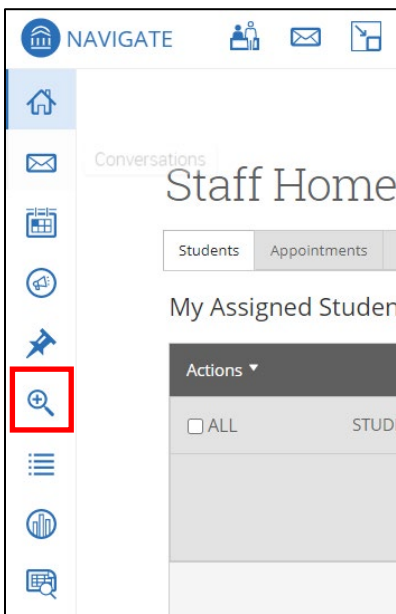 NAVIGATE
Conversations
Staff Home
Students Appointments
My Assigned Studen
Actions
ALL STUD